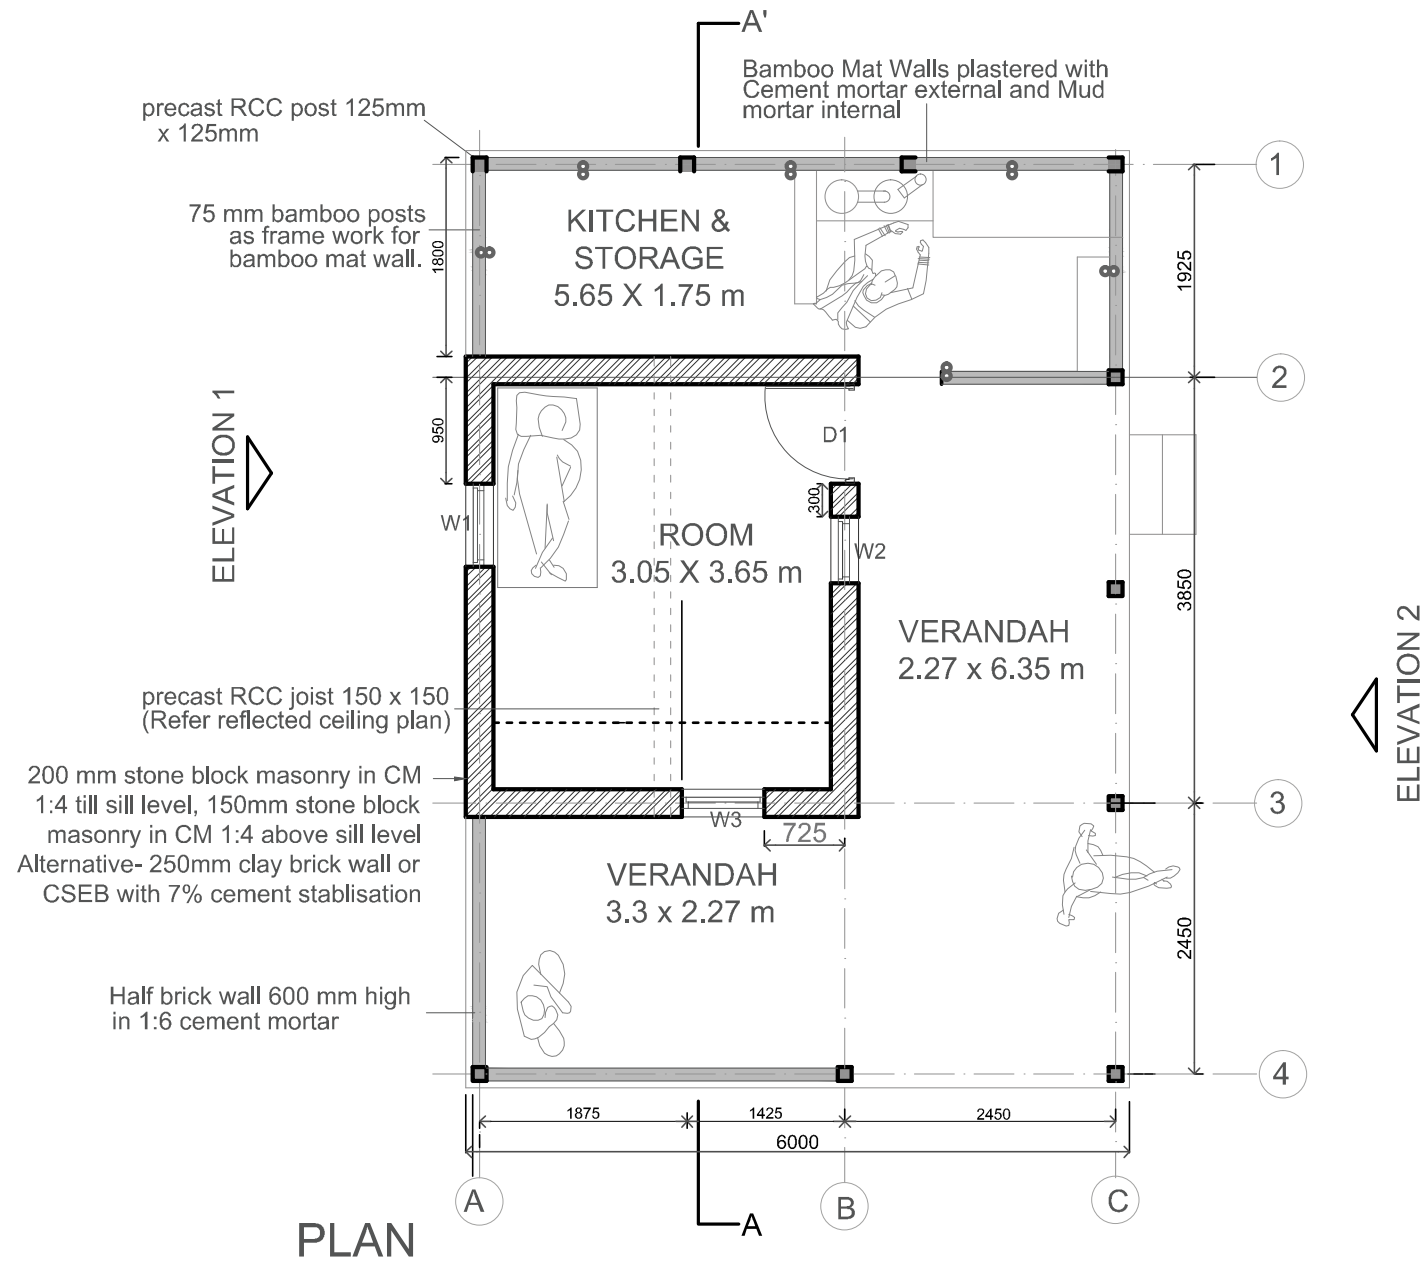 A'
Bamboo Mat Walls plastered with
Cement mortar external and Mud
mortar internal
precast RCC post 125mm
x 125mm
1
75 mm bamboo posts
as frame work for
bamboo mat wall.
1800
KITCHEN &
STORAGE
5.65 X 1.75 m
1925
2
ELEVATION 1
950
D1
300
W1
ROOM
3.05 X 3.65 m
W2
3850
VERANDAH
2.27 x 6.35 m
ELEVATION 2
precast RCC joist 150 x 150
(Refer reflected ceiling plan)
200 mm stone block masonry in CM
1:4 till sill level, 150mm stone block
masonry in CM 1:4 above sill level
Alternative- 250mm clay brick wall or
CSEB with 7% cement stablisation
W3
725
3
VERANDAH
3.3 x 2.27 m
2450
Half brick wall 600 mm high
in 1:6 cement mortar
4
1875
1425
2450
6000
A
B
C
A
PLAN